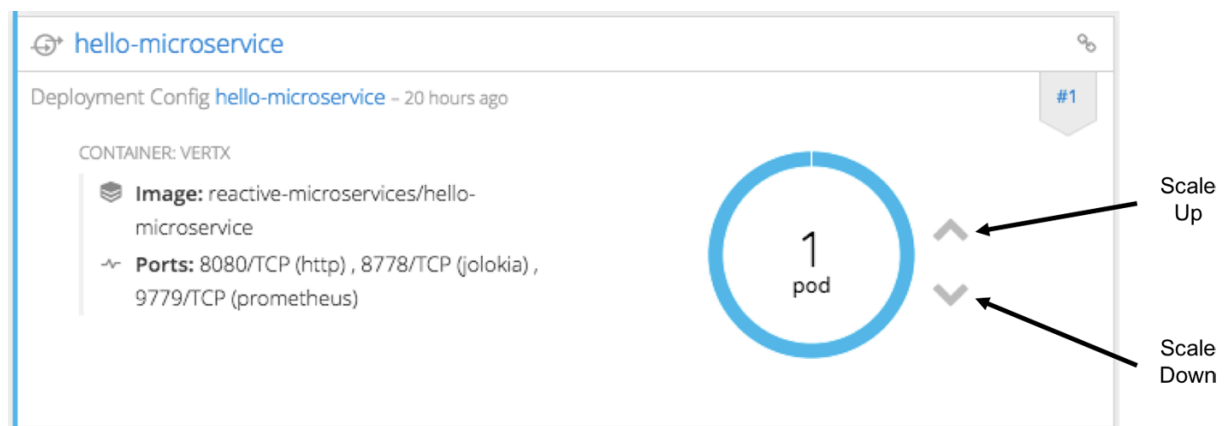 hello-microservice
Deployment Config hello-microservice – 20 hours ago
#1
CONTAINER: VERTX
Image: reactive-microservices/hello-
microservice
Ports: 8080/TCP (http) , 8778/TCP (jolokia) ,
9779/TCP (prometheus)
1
pod
Scale
Up
Scale
Down